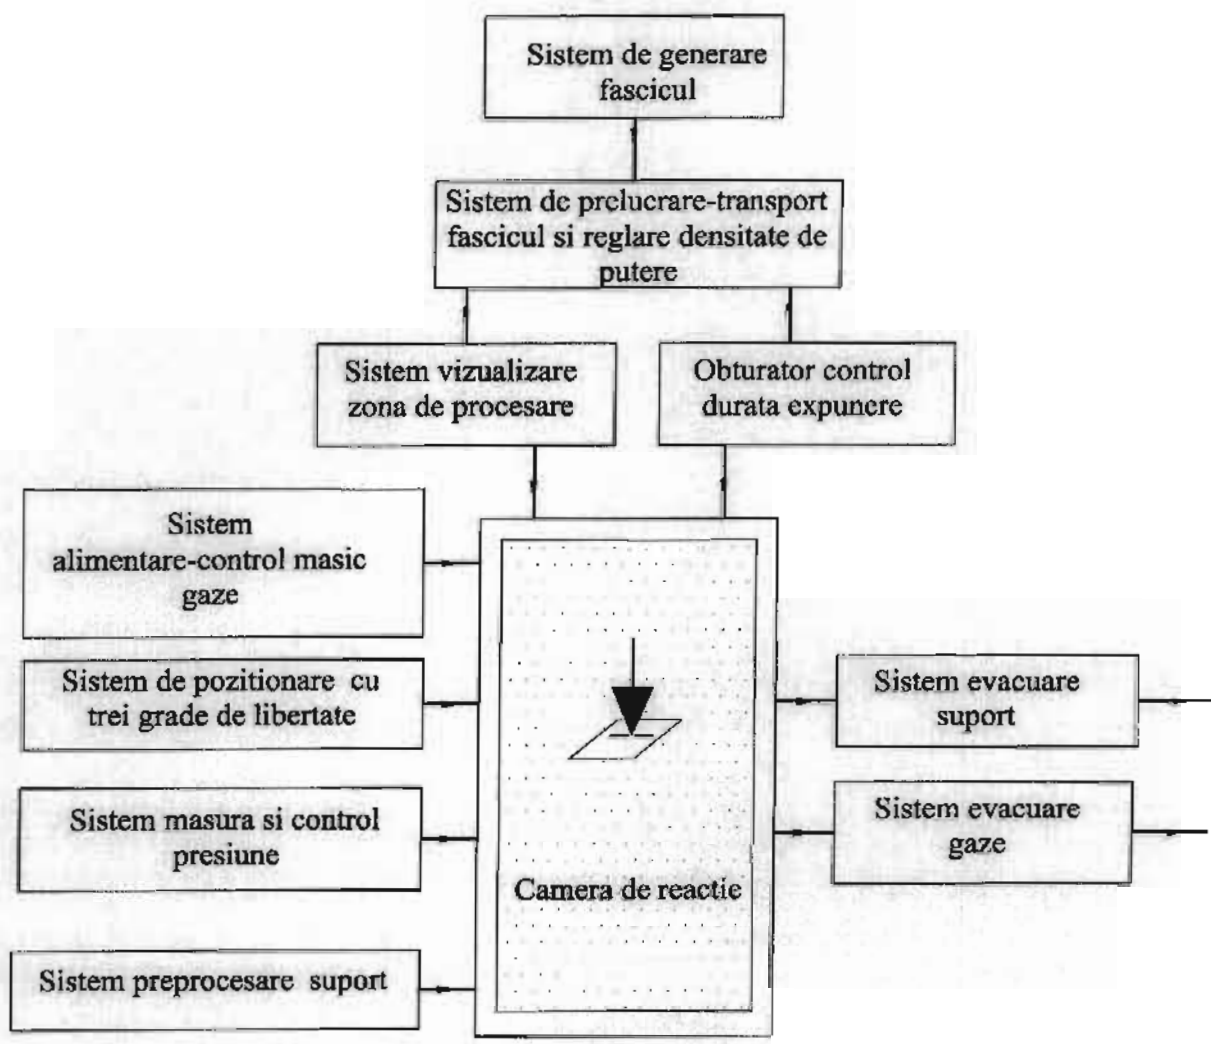 Sistem de generare
fascicul
Sistem de prelucrare-transport
fascicul si reglare densitate de
putere
Sistem vizualizare
zona de procesare
Obturator control
durata expunere
Sistem
alimentare-control masic
gaze
Sistem de pozitionare cu
trei grade de libertate
Sistem masura si control
presiune
Sistem preprocesare suport
Camera de reactie
Sistem evacuare
suport
Sistem evacuare
gaze